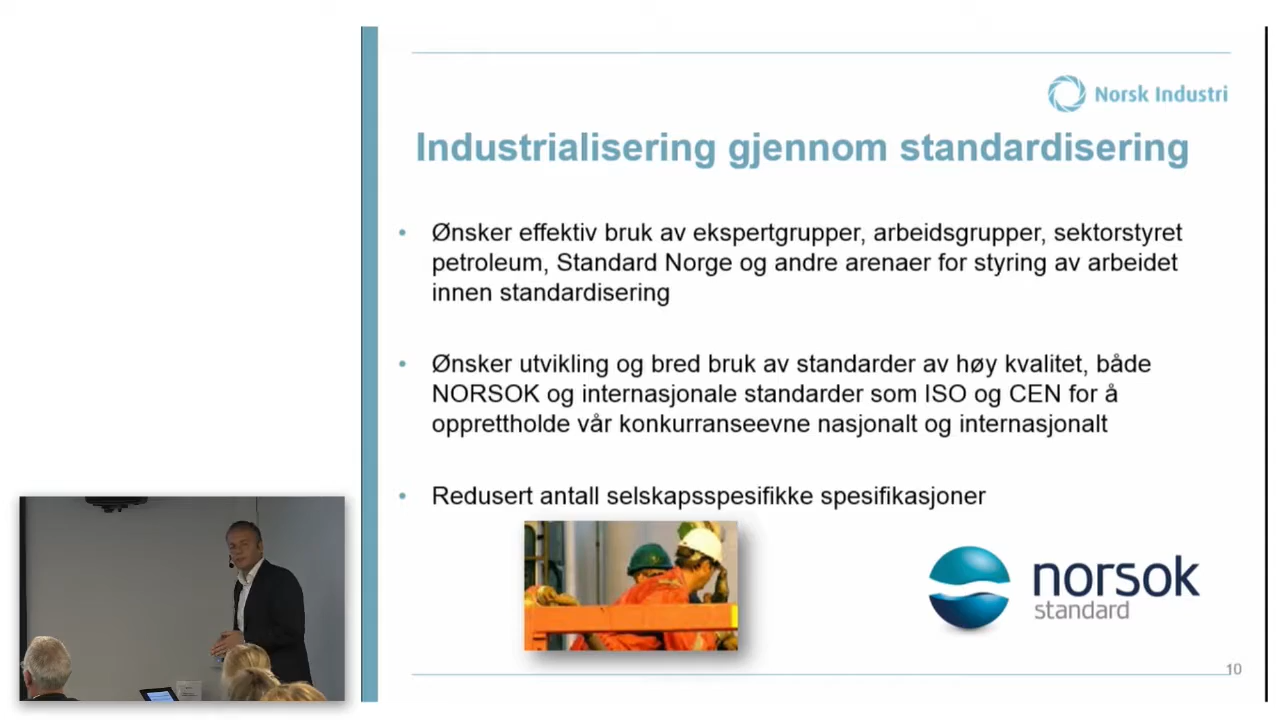 Norsk Industri
Industrialisering gjennom standardisering
• Ønsker effektiv bruk av ekspertgrupper, arbeidsgrupper, sektorstyret
petroleum, Standard Norge og andre arenaer for styring av arbeidet
innen standardisering
• Ønsker utvikling og bred bruk av standarder av høy kvalitet, både
NORSOK og internasjonale standarder som ISO og CEN for å
opprettholde vår konkurranseevne nasjonalt og internasjonalt
• Redusert antall selskapsspesifikke spesifikasjoner
norsok
standard
10